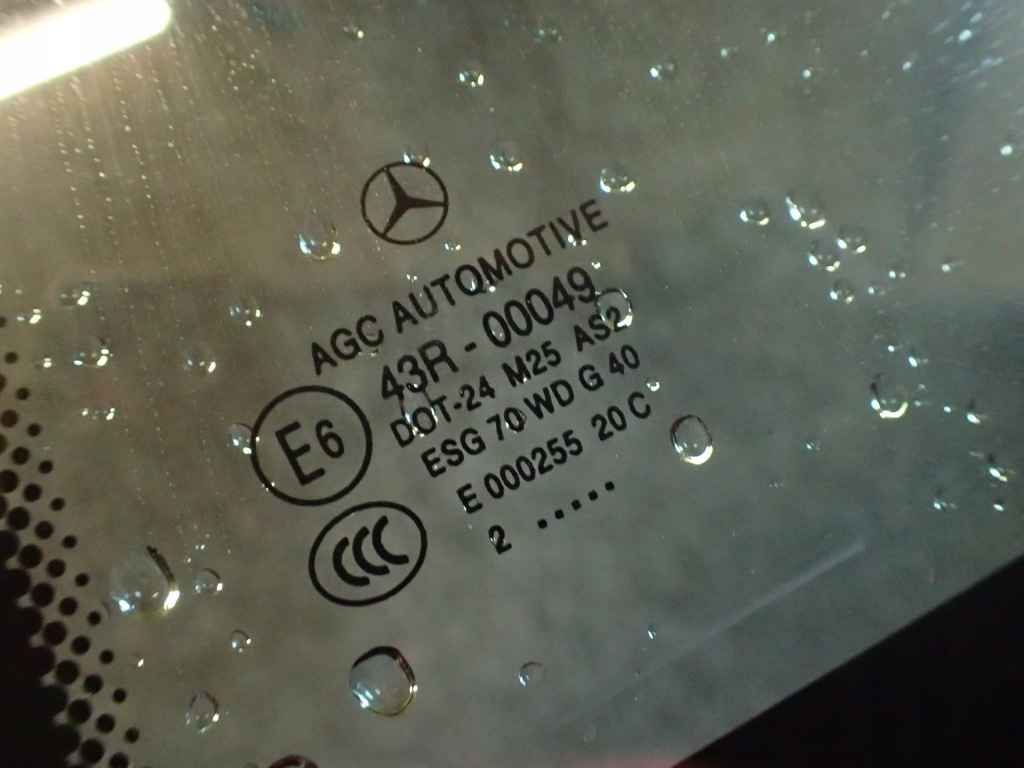 AGC AUTOMOTIVE
43R - 00049
DOT-24 M25 AS2
ESG 70 WD G 40
E6
E 000255 20 C
CCC
2 .....